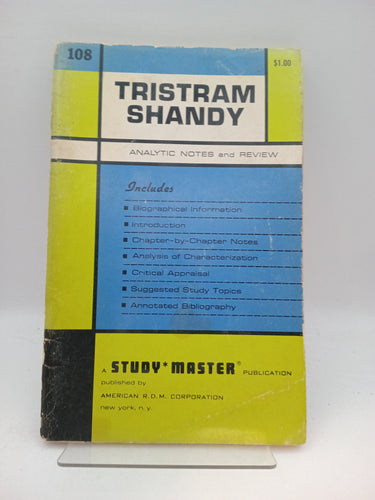 108
$1.00
TRISTRAM
SHANDY
ANALYTIC NOTES and REVIEW
Includes
■ Biographical Information
■ Introduction
■ Chapter-by-Chapter Notes
■ Analysis of Characterization
■ Critical Appraisal
■ Suggested Study Topics
■ Annotated Bibliography
A STUDY*MASTER® PUBLICATION
published by
AMERICAN R.D.M. CORPORATION
new york, n. y.